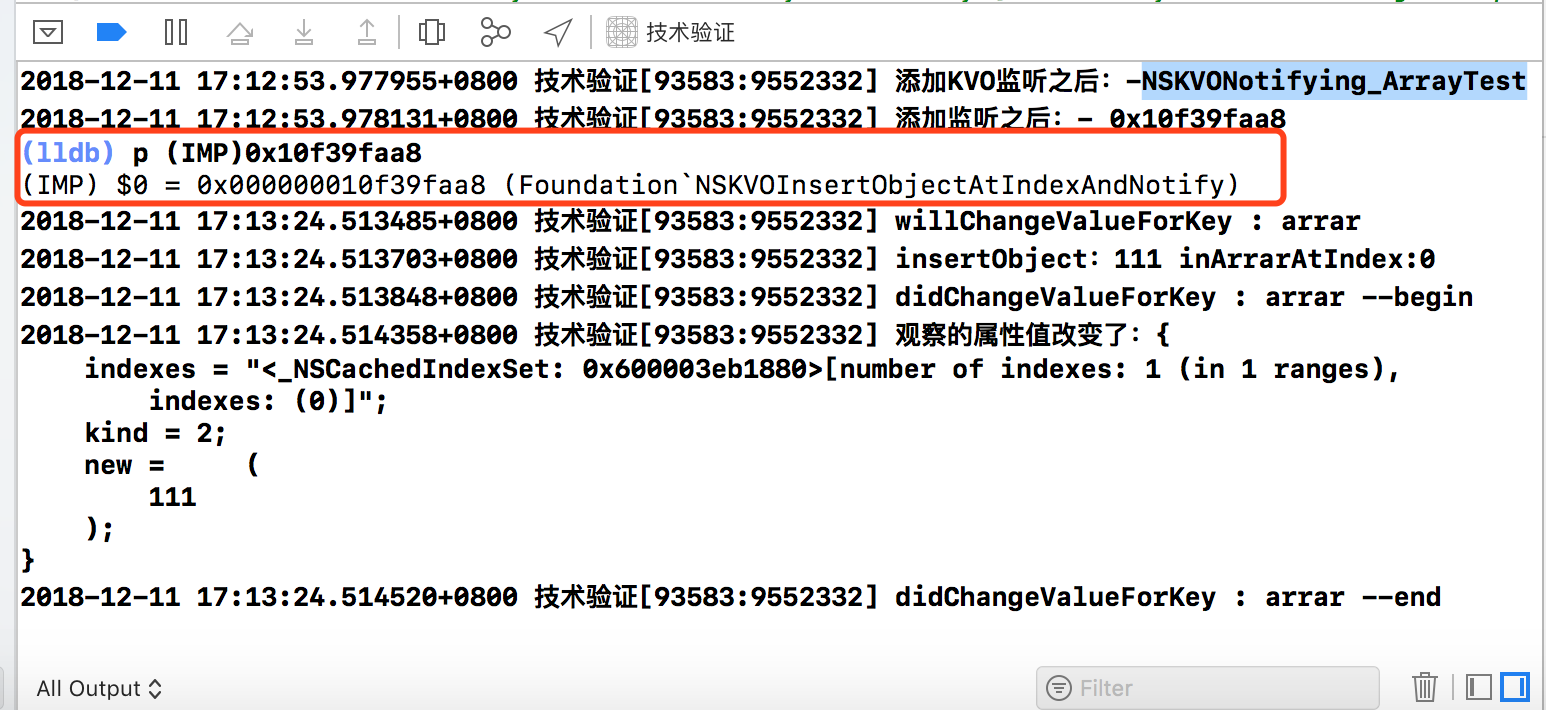 技术验证
2018-12-11 17:12:53.977955+0800 技术验证[93583:9552332] 添加KVO监听之后：-NSKVONotifying_ArrayTest
2018-12-11 17:12:53.978131+0800 技术验证[93583:9552332] 添加监听之后：- 0x10f39faa8
(lldb) p (IMP)0x10f39faa8
(IMP) $0 = 0x000000010f39faa8 (Foundation`NSKVOInsertObjectAtIndexAndNotify)
2018-12-11 17:13:24.513485+0800 技术验证[93583:9552332] willChangeValueForKey : arrar
2018-12-11 17:13:24.513703+0800 技术验证[93583:9552332] insertObject：111 inArrarAtIndex:0
2018-12-11 17:13:24.513848+0800 技术验证[93583:9552332] didChangeValueForKey : arrar --begin
2018-12-11 17:13:24.514358+0800 技术验证[93583:9552332] 观察的属性值改变了：{
    indexes = "<_NSCachedIndexSet: 0x600003eb1880>[number of indexes: 1 (in 1 ranges),
        indexes: (0)]";
    kind = 2;
    new =     (
        111
    );
}
2018-12-11 17:13:24.514520+0800 技术验证[93583:9552332] didChangeValueForKey : arrar --end
All Output
Filter